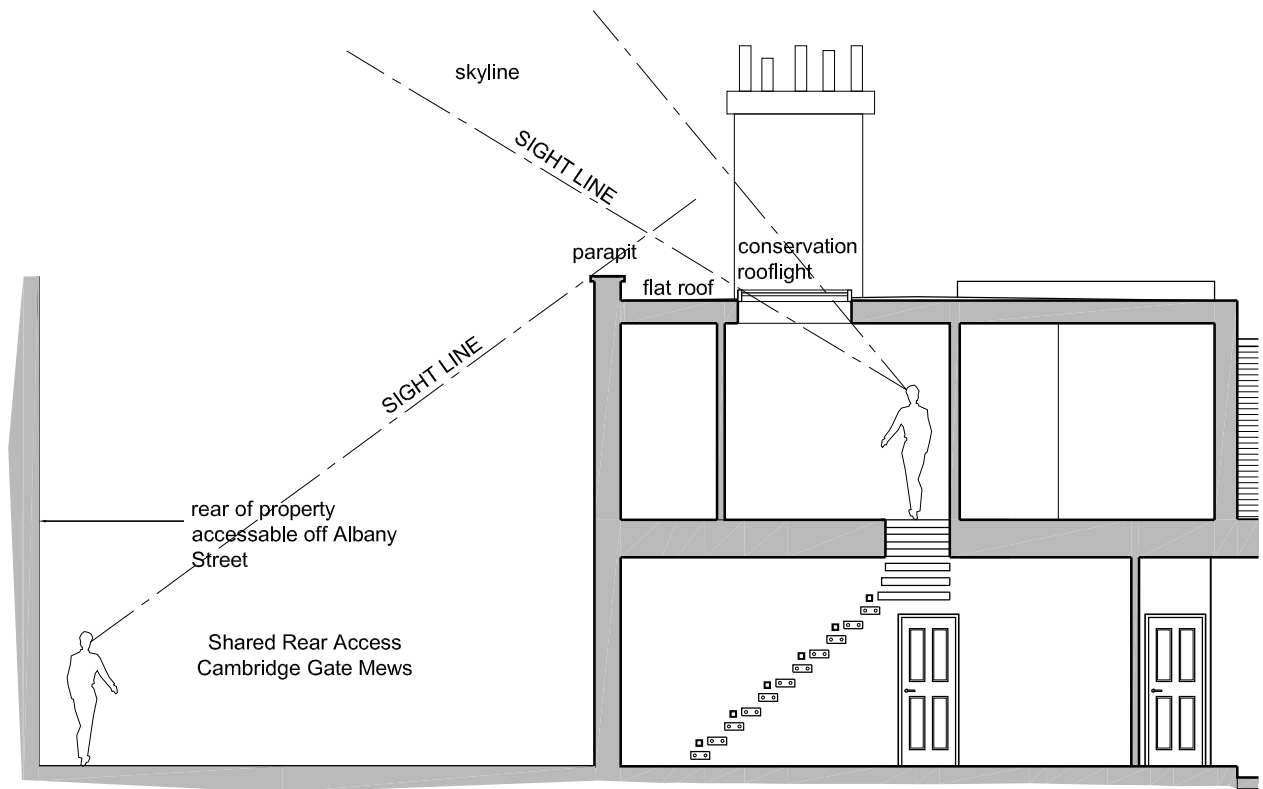 skyline
SIGHT LINE
parapit
conservation
rooflight
flat roof
SIGHT LINE
rear of property
accessable off Albany
Street
Shared Rear Access
Cambridge Gate Mews